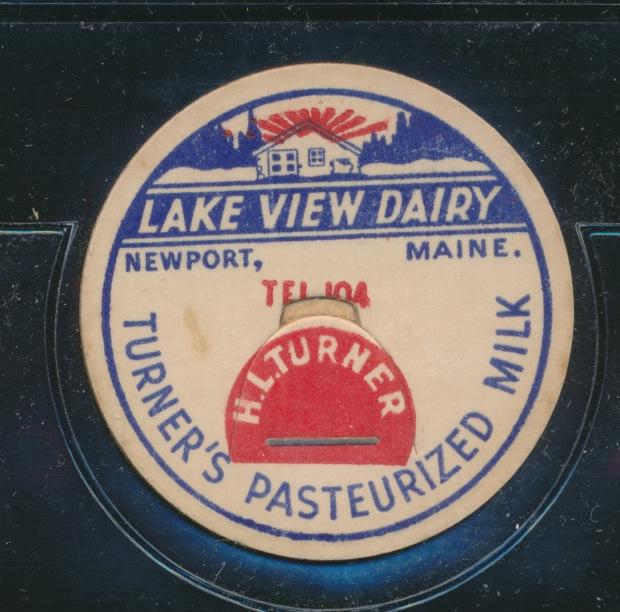 LAKE VIEW DAIRY
NEWPORT, MAINE.
TEL 104
H.L.TURNER
TURNER'S PASTEURIZED MILK